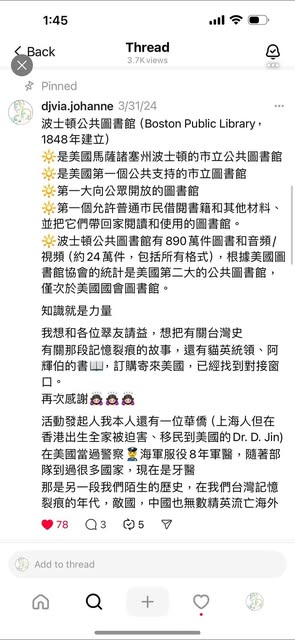 1:45
Back
Thread
3.7K views
Pinned
djvia.johanne 3/31/24
波士頓公共圖書館 (Boston Public Library，
1848年建立)
🔆是美國馬薩諸塞州波士頓的市立公共圖書館
🔆是美國第一個公共支持的市立圖書館
🔆第一大向公眾開放的圖書館
🔆第一個允許普通市民借閱書籍和其他材料、
並把它們帶回家閱讀和使用的圖書館。
🔆波士頓公共圖書館有890萬件圖書和音頻/
視頻 (約24萬件，包括所有格式)，根據美國圖
書館協會的統計是美國第二大的公共圖書館，
僅次於美國國會圖書館。
知識就是力量
我想和各位翠友請益，想把有關台灣史
有關那段記憶裂痕的故事，還有貓英統領、阿
輝伯的書📖，訂購寄來美國，已經找到對接窗
口。
再次感謝🙇🏻‍♀️🙇🏻‍♀️🙇🏻‍♀️
活動發起人我本人還有一位華僑 (上海人但在
香港出生全家被迫害、移民到美國的Dr. D. Jin)
在美國當過警察👮海軍服役8年軍醫，隨著部
隊到過很多國家，現在是牙醫
那是另一段我們陌生的歷史，在我們台灣記憶
裂痕的年代，敵國，中國也無數精英流亡海外
78 3 5
Add to thread